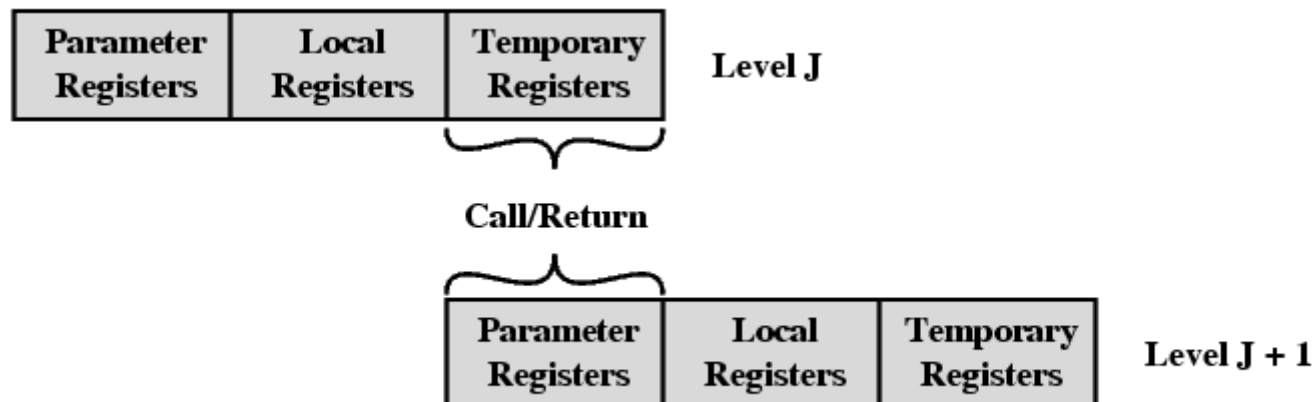 Parameter Registers
Local Registers
Temporary Registers
Level J
Call/Return
Parameter Registers
Local Registers
Temporary Registers
Level J + 1